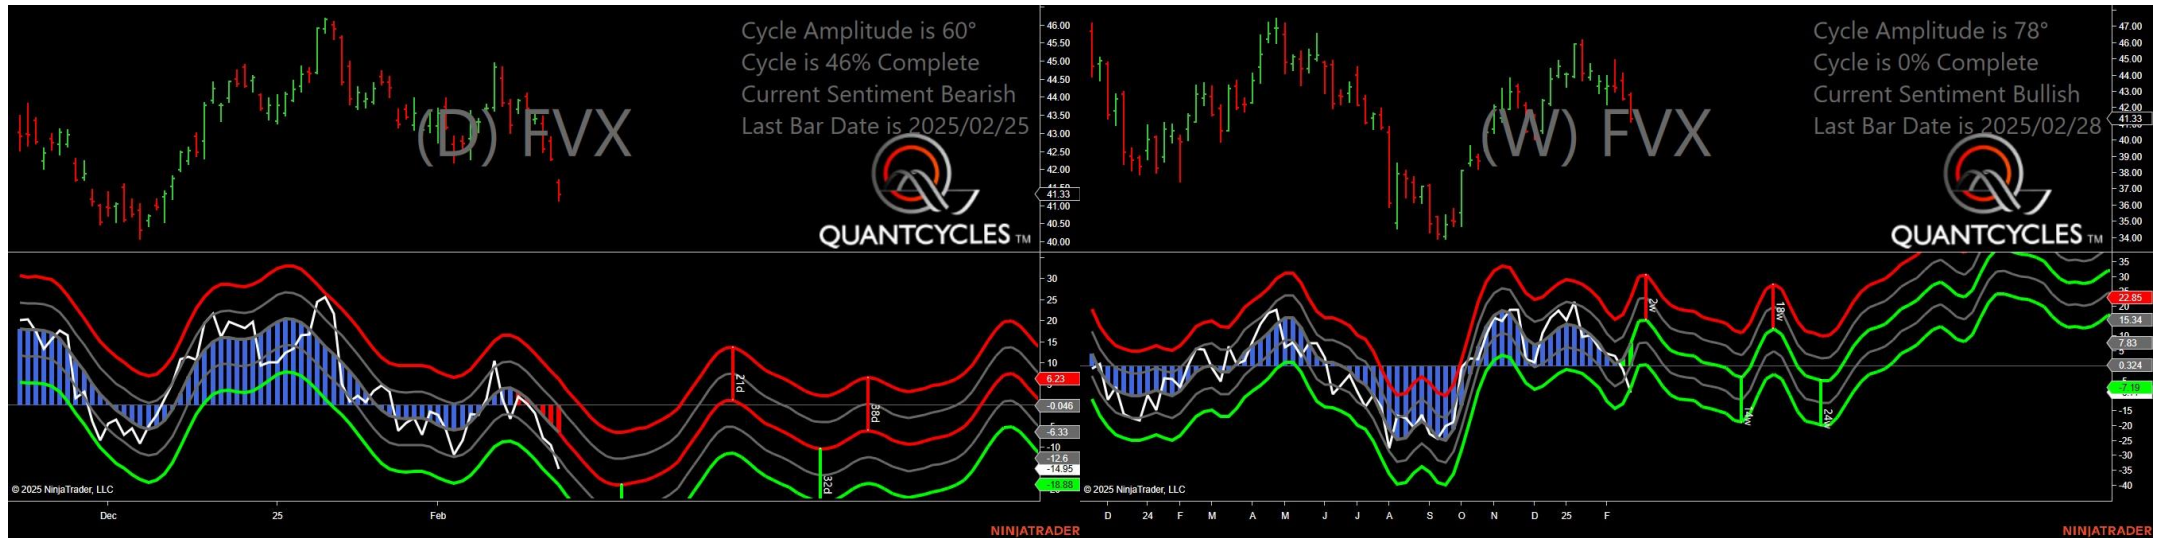 Cycle Amplitude is 60°
Cycle is 46% Complete
Current Sentiment Bearish
Last Bar Date is 2025/02/25
(D) FVX
QUANTCYCLES TM
46.00
45.50
45.00
44.50
44.00
43.50
43.00
42.50
42.00
41.33
41.00
40.50
40.00
30
25
20
15
10
6.23
-0.046
-6.33
-10
-12.6
-14.95
-18.88
21d
38d
32d
© 2025 NinjaTrader, LLC
Dec
25
Feb
NINJATRADER
Cycle Amplitude is 78°
Cycle is 0% Complete
Current Sentiment Bullish
Last Bar Date is 2025/02/28
(W) FVX
QUANTCYCLES TM
47.00
46.00
45.00
44.00
43.00
42.00
41.33
40.00
39.00
38.00
37.00
36.00
35.00
34.00
35
30
25
22.85
15.34
10
7.83
5
0.324
-7.19
-15
-20
-25
-30
-35
-40
2w
18w
14w
24w
© 2025 NinjaTrader, LLC
D
24
F
M
A
M
J
J
A
S
O
N
D
25
F
NINJATRADER